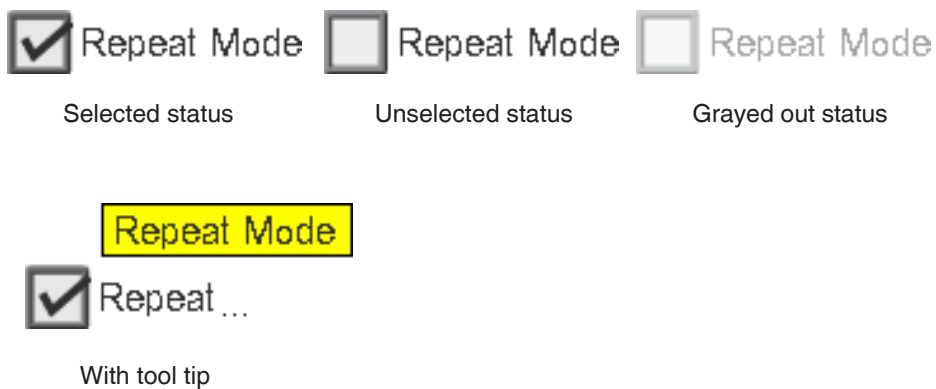 Repeat Mode Repeat Mode Repeat Mode
Selected status Unselected status Grayed out status
Repeat Mode
Repeat ...
With tool tip